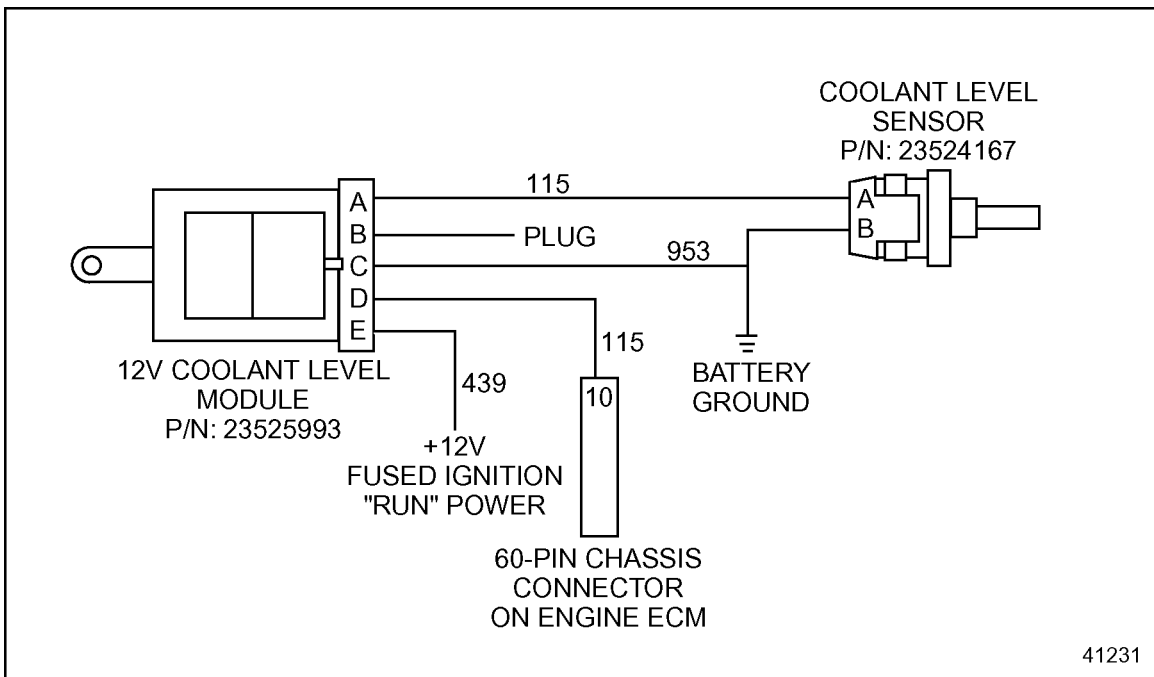 COOLANT LEVEL
SENSOR
P/N: 23524167
115
A
B
C
D
E
PLUG
953
A
B
115
10
439
12V COOLANT LEVEL
MODULE
P/N: 23525993
+12V
FUSED IGNITION
"RUN" POWER
BATTERY
GROUND
60-PIN CHASSIS
CONNECTOR
ON ENGINE ECM
41231